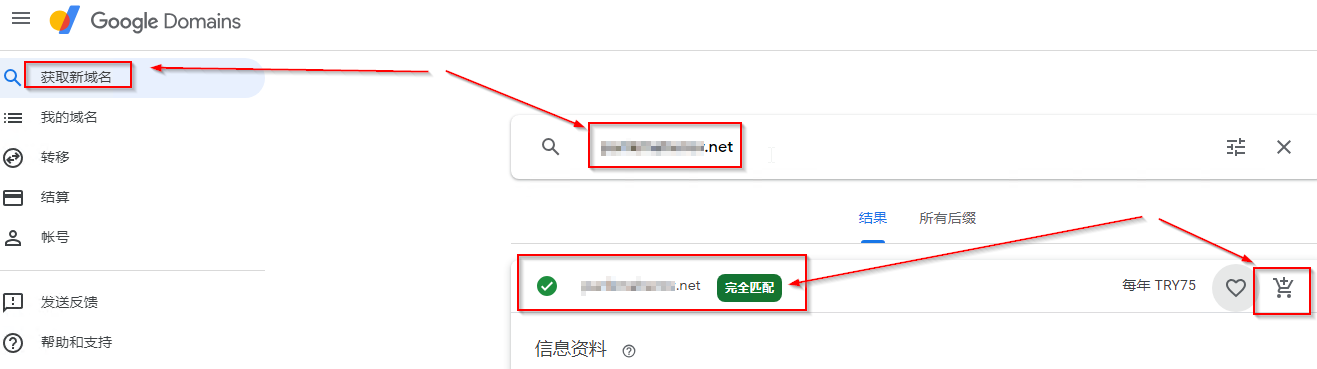 Google Domains
获取新域名
我的域名
转移
结算
帐号
发送反馈
帮助和支持
.net
结果
所有后缀
.net
完全匹配
每年 TRY75
信息资料